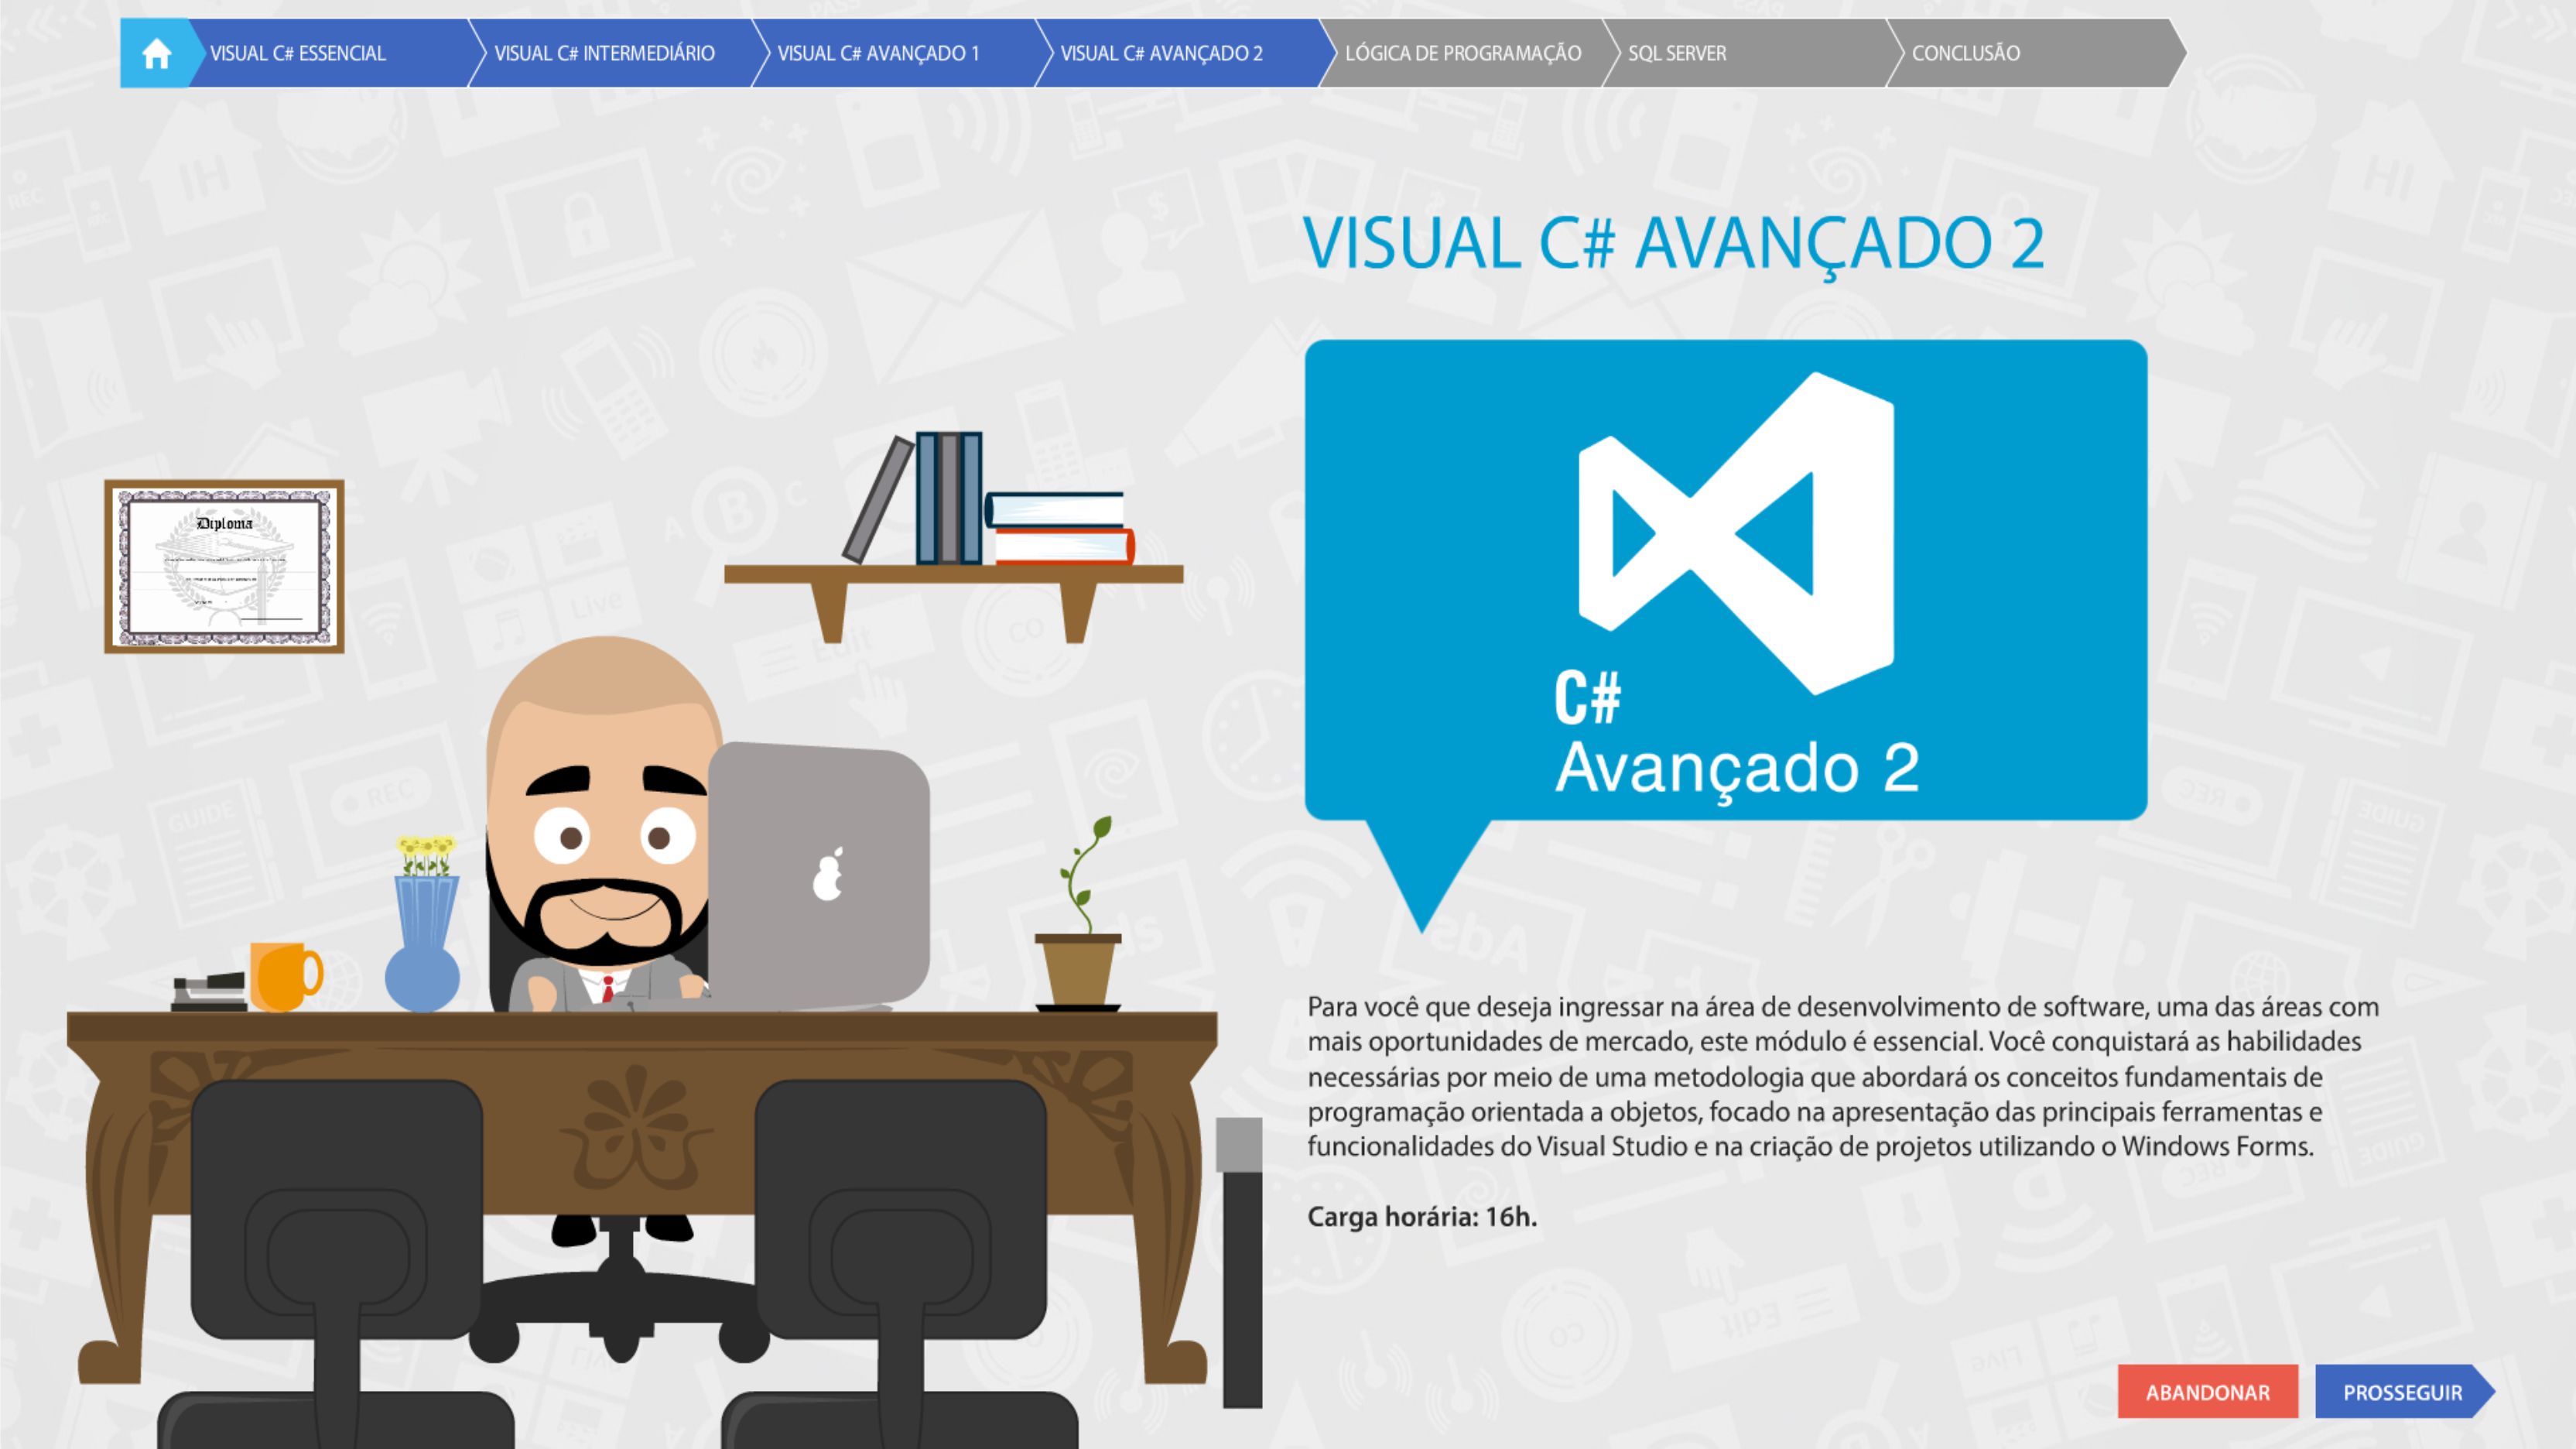 VISUAL C# ESSENCIAL
VISUAL C# INTERMEDIÁRIO
VISUAL C# AVANÇADO 1
VISUAL C# AVANÇADO 2
LÓGICA DE PROGRAMAÇÃO
SQL SERVER
CONCLUSÃO
VISUAL C# AVANÇADO 2
C#
Avançado 2
Diploma
Para você que deseja ingressar na área de desenvolvimento de software, uma das áreas com
mais oportunidades de mercado, este módulo é essencial. Você conquistará as habilidades
necessárias por meio de uma metodologia que abordará os conceitos fundamentais de
programação orientada a objetos, focado na apresentação das principais ferramentas e
funcionalidades do Visual Studio e na criação de projetos utilizando o Windows Forms.
Carga horária: 16h.
ABANDONAR
PROSSEGUIR